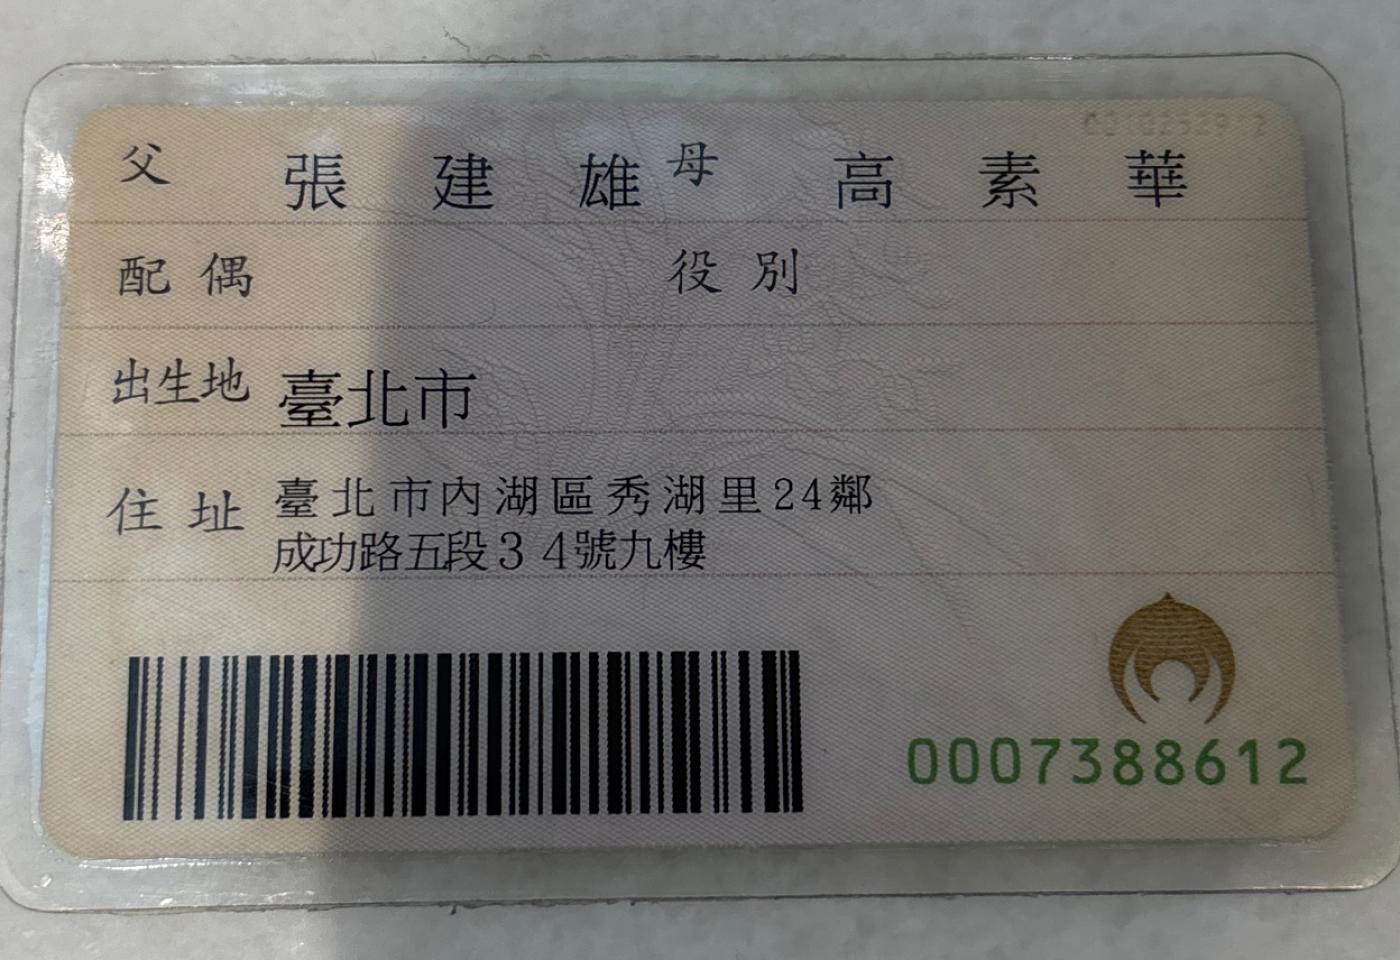 父 張建雄 母 高素華
配偶 役別
出生地 臺北市
住址 臺北市內湖區秀湖里24鄰
成功路五段34號九樓
0007388612